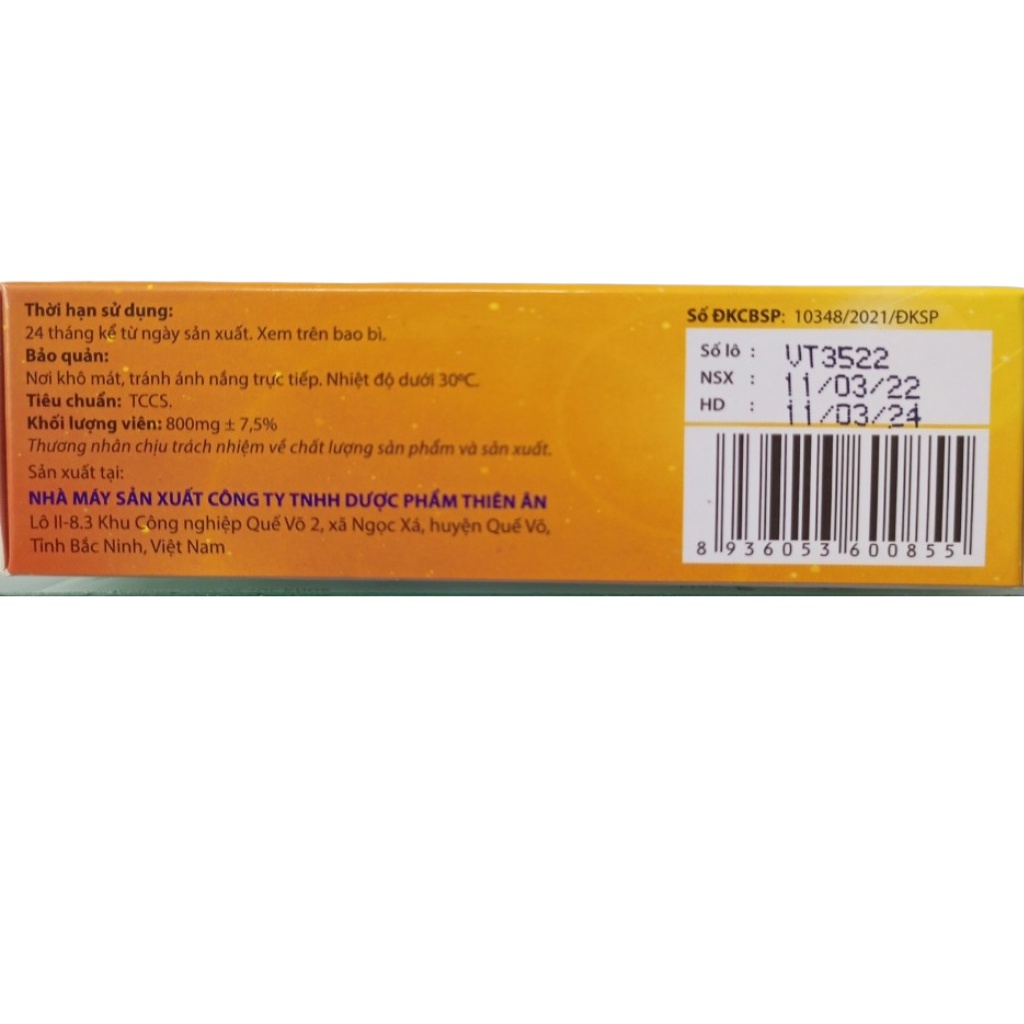 Thời hạn sử dụng:
24 tháng kể từ ngày sản xuất. Xem trên bao bì.
Bảo quản:
Nơi khô mát, tránh ánh nắng trực tiếp. Nhiệt độ dưới 30ºC.
Tiêu chuẩn: TCCS.
Khối lượng viên: 800mg ± 7,5%
Thương nhân chịu trách nhiệm về chất lượng sản phẩm và sản xuất.
Sản xuất tại:
NHÀ MÁY SẢN XUẤT CÔNG TY TNHH DƯỢC PHẨM THIÊN ÂN
Lô II-8.3 Khu Công nghiệp Quế Võ 2, xã Ngọc Xá, huyện Quế Võ,
Tỉnh Bắc Ninh, Việt Nam
Số ĐKCBSP: 10348/2021/ĐKSP
Số lô : VT3522
NSX : 11/03/22
HD : 11/03/24
8 936053 600855